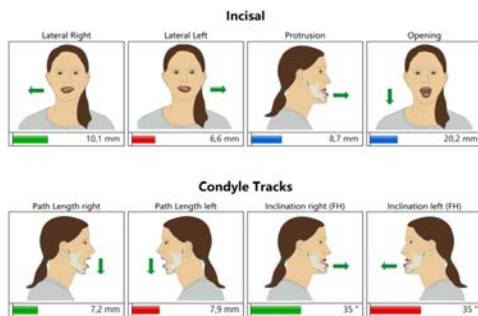 Incisal
Lateral Right
Lateral Left
Protrusion
Opening
10,1 mm
6,6 mm
8,7 mm
20,2 mm
Condyle Tracks
Path Length right
Path Length left
Inclination right (FH)
Inclination left (FH)
7,2 mm
7,9 mm
35 °
35 °